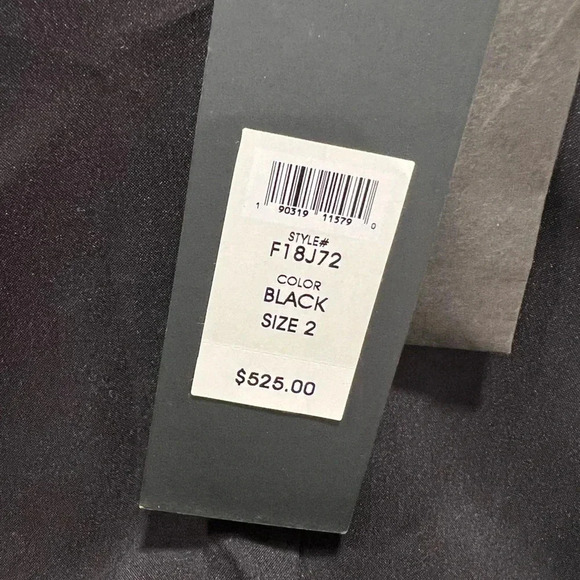 1 90319 11579 0
STYLE#
F18J72
COLOR
BLACK
SIZE 2
$525.00